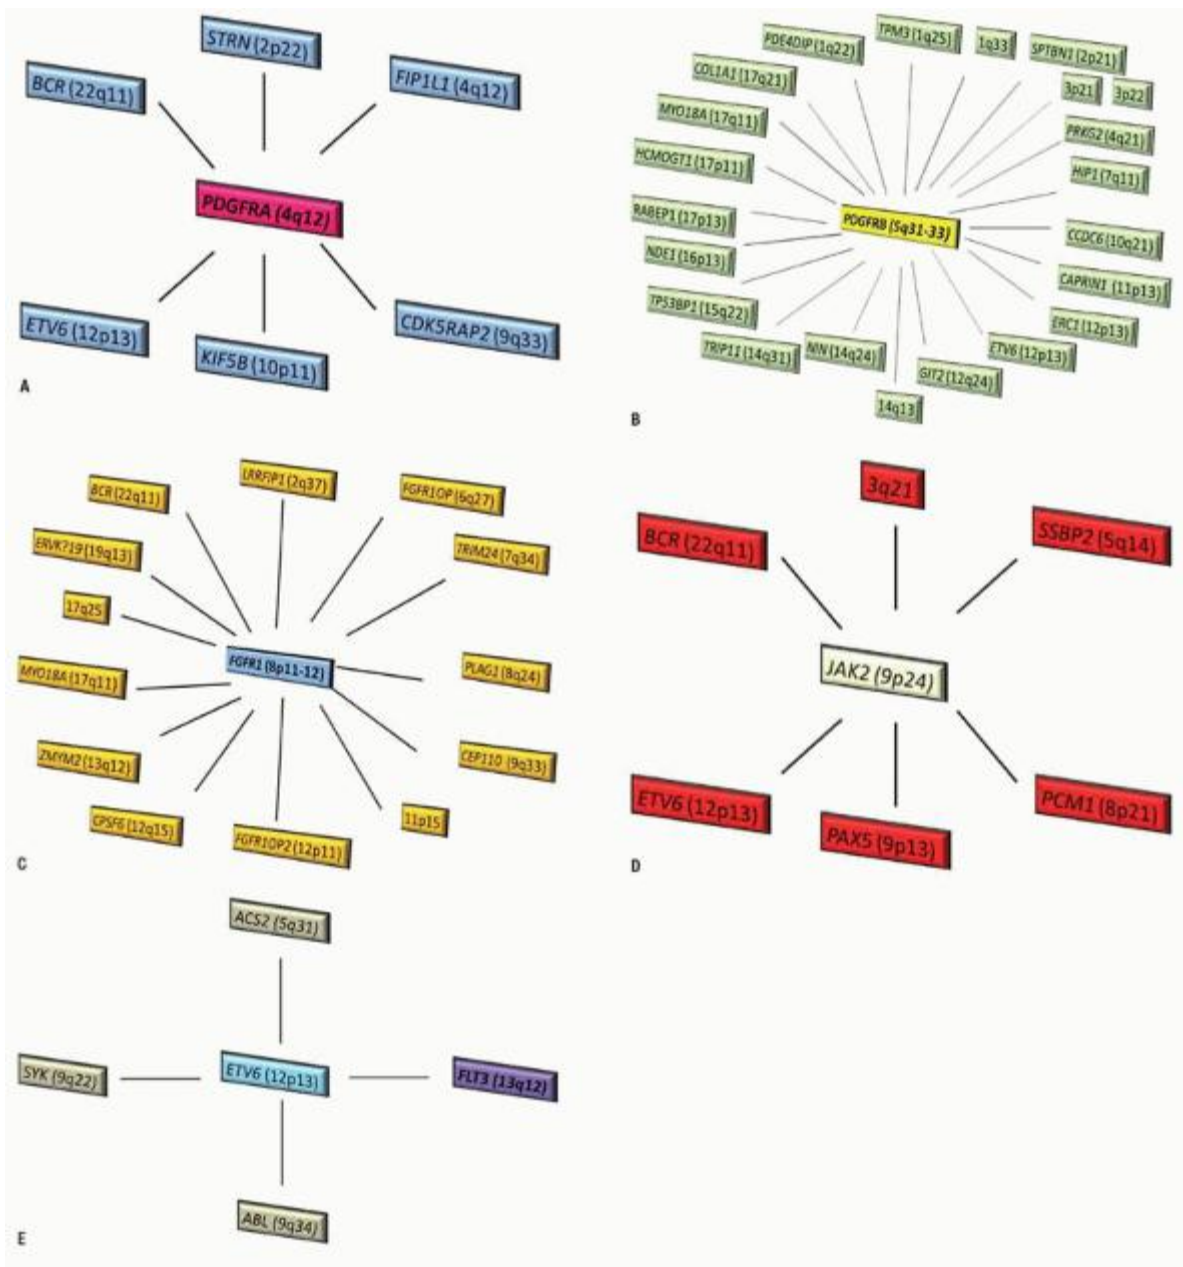 STRN (2p22)
BCR (22q11)
FIP1L1 (4q12)
PDGFRA (4q12)
ETV6 (12p13)
KIF5B (10p11)
CDK5RAP2 (9q33)
A
TPM3 (1q25)
1q33
PDE4DIP (1q22)
SPTBN1 (2p21)
COL1A1 (17q21)
3p21
3p22
MYO18A (17q11)
PRKG2 (4q21)
HCMOGT1 (17p11)
HIP1 (7q11)
RABEP1 (17p13)
PDGFRB (5q31-33)
CCDC6 (10q21)
NDE1 (16p13)
CAPRIN1 (11p13)
TP53BP1 (15q22)
ERC1 (12p13)
TRIP11 (14q31)
NIN (14q24)
ETV6 (12p13)
GIT2 (12q24)
14q13
B
BCR (22q11)
LRRFIP1 (2q37)
FGFR1OP (6q27)
ERVK?19 (19q13)
TRIM24 (7q34)
17q25
FGFR1 (8p11-12)
MYO18A (17q11)
PLAG1 (8q24)
ZMYM2 (13q12)
CEP110 (9q33)
CPSF6 (12q15)
FGFR1OP2 (12p11)
11p15
C
3q21
BCR (22q11)
SSBP2 (5q14)
JAK2 (9p24)
ETV6 (12p13)
PAX5 (9p13)
PCM1 (8p21)
D
ACS2 (5q31)
SYK (9q22)
ETV6 (12p13)
FLT3 (13q12)
ABL (9q34)
E